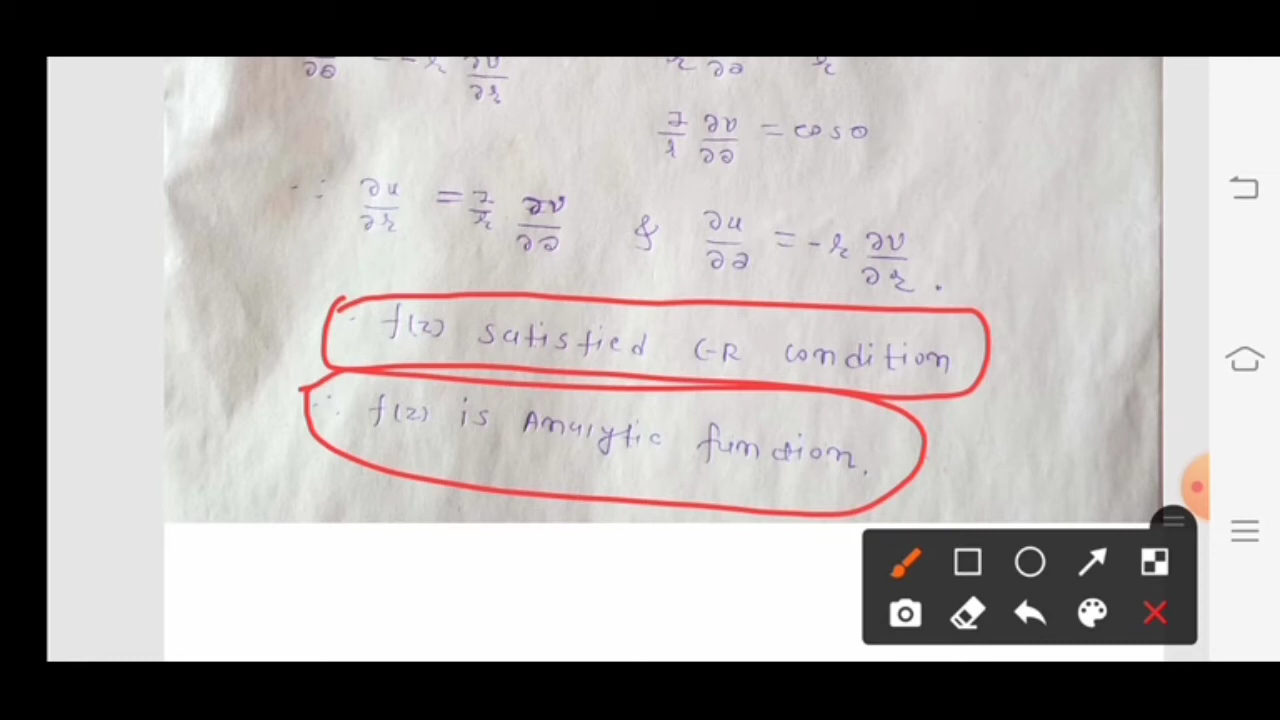 ∂θ = - r ∂v/∂r
r ∂θ r
1/r ∂v/∂θ = cos θ
∴ ∂u/∂r = 1/r ∂v/∂θ & ∂u/∂θ = - r ∂v/∂r .
f(z) satisfied C-R condition
∴ f(z) is Analytic function.